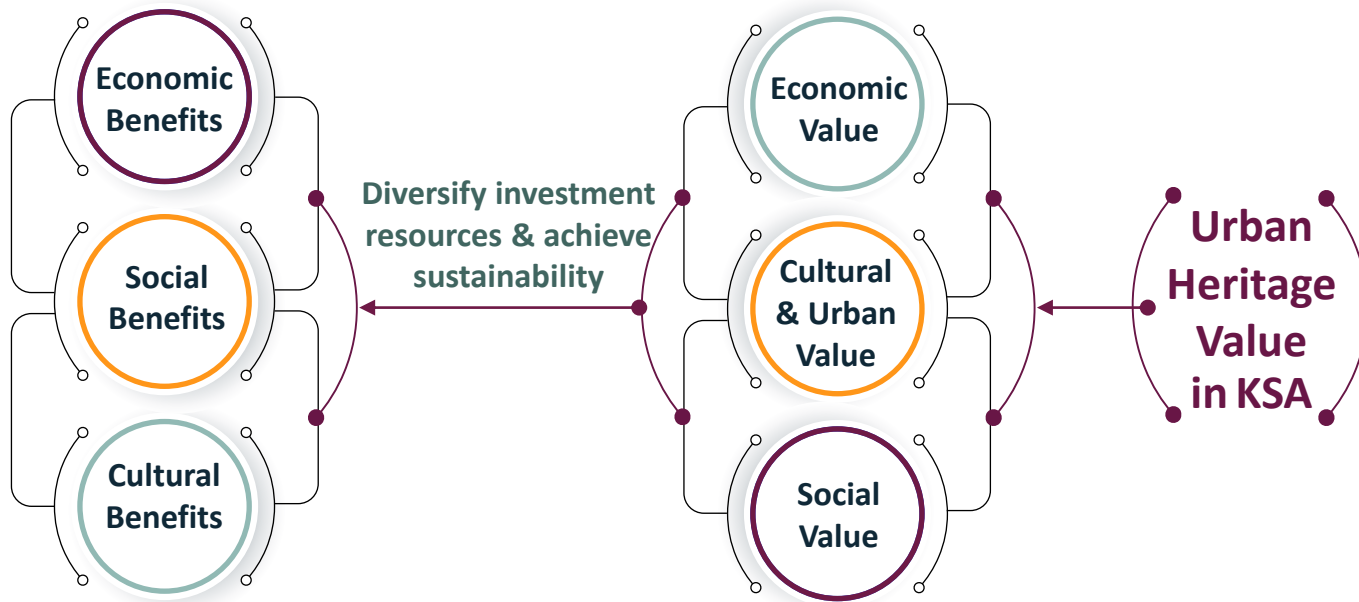 Economic
Benefits
Social
Benefits
Cultural
Benefits
Diversify investment
resources & achieve
sustainability
Economic
Value
Cultural
& Urban
Value
Social
Value
Urban
Heritage
Value
in KSA